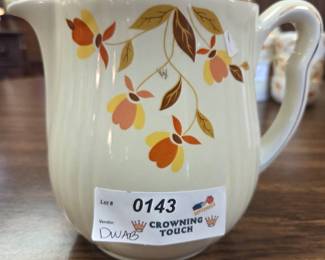 Lot #
0143
Vendor
DWAB
CROWNING
TOUCH